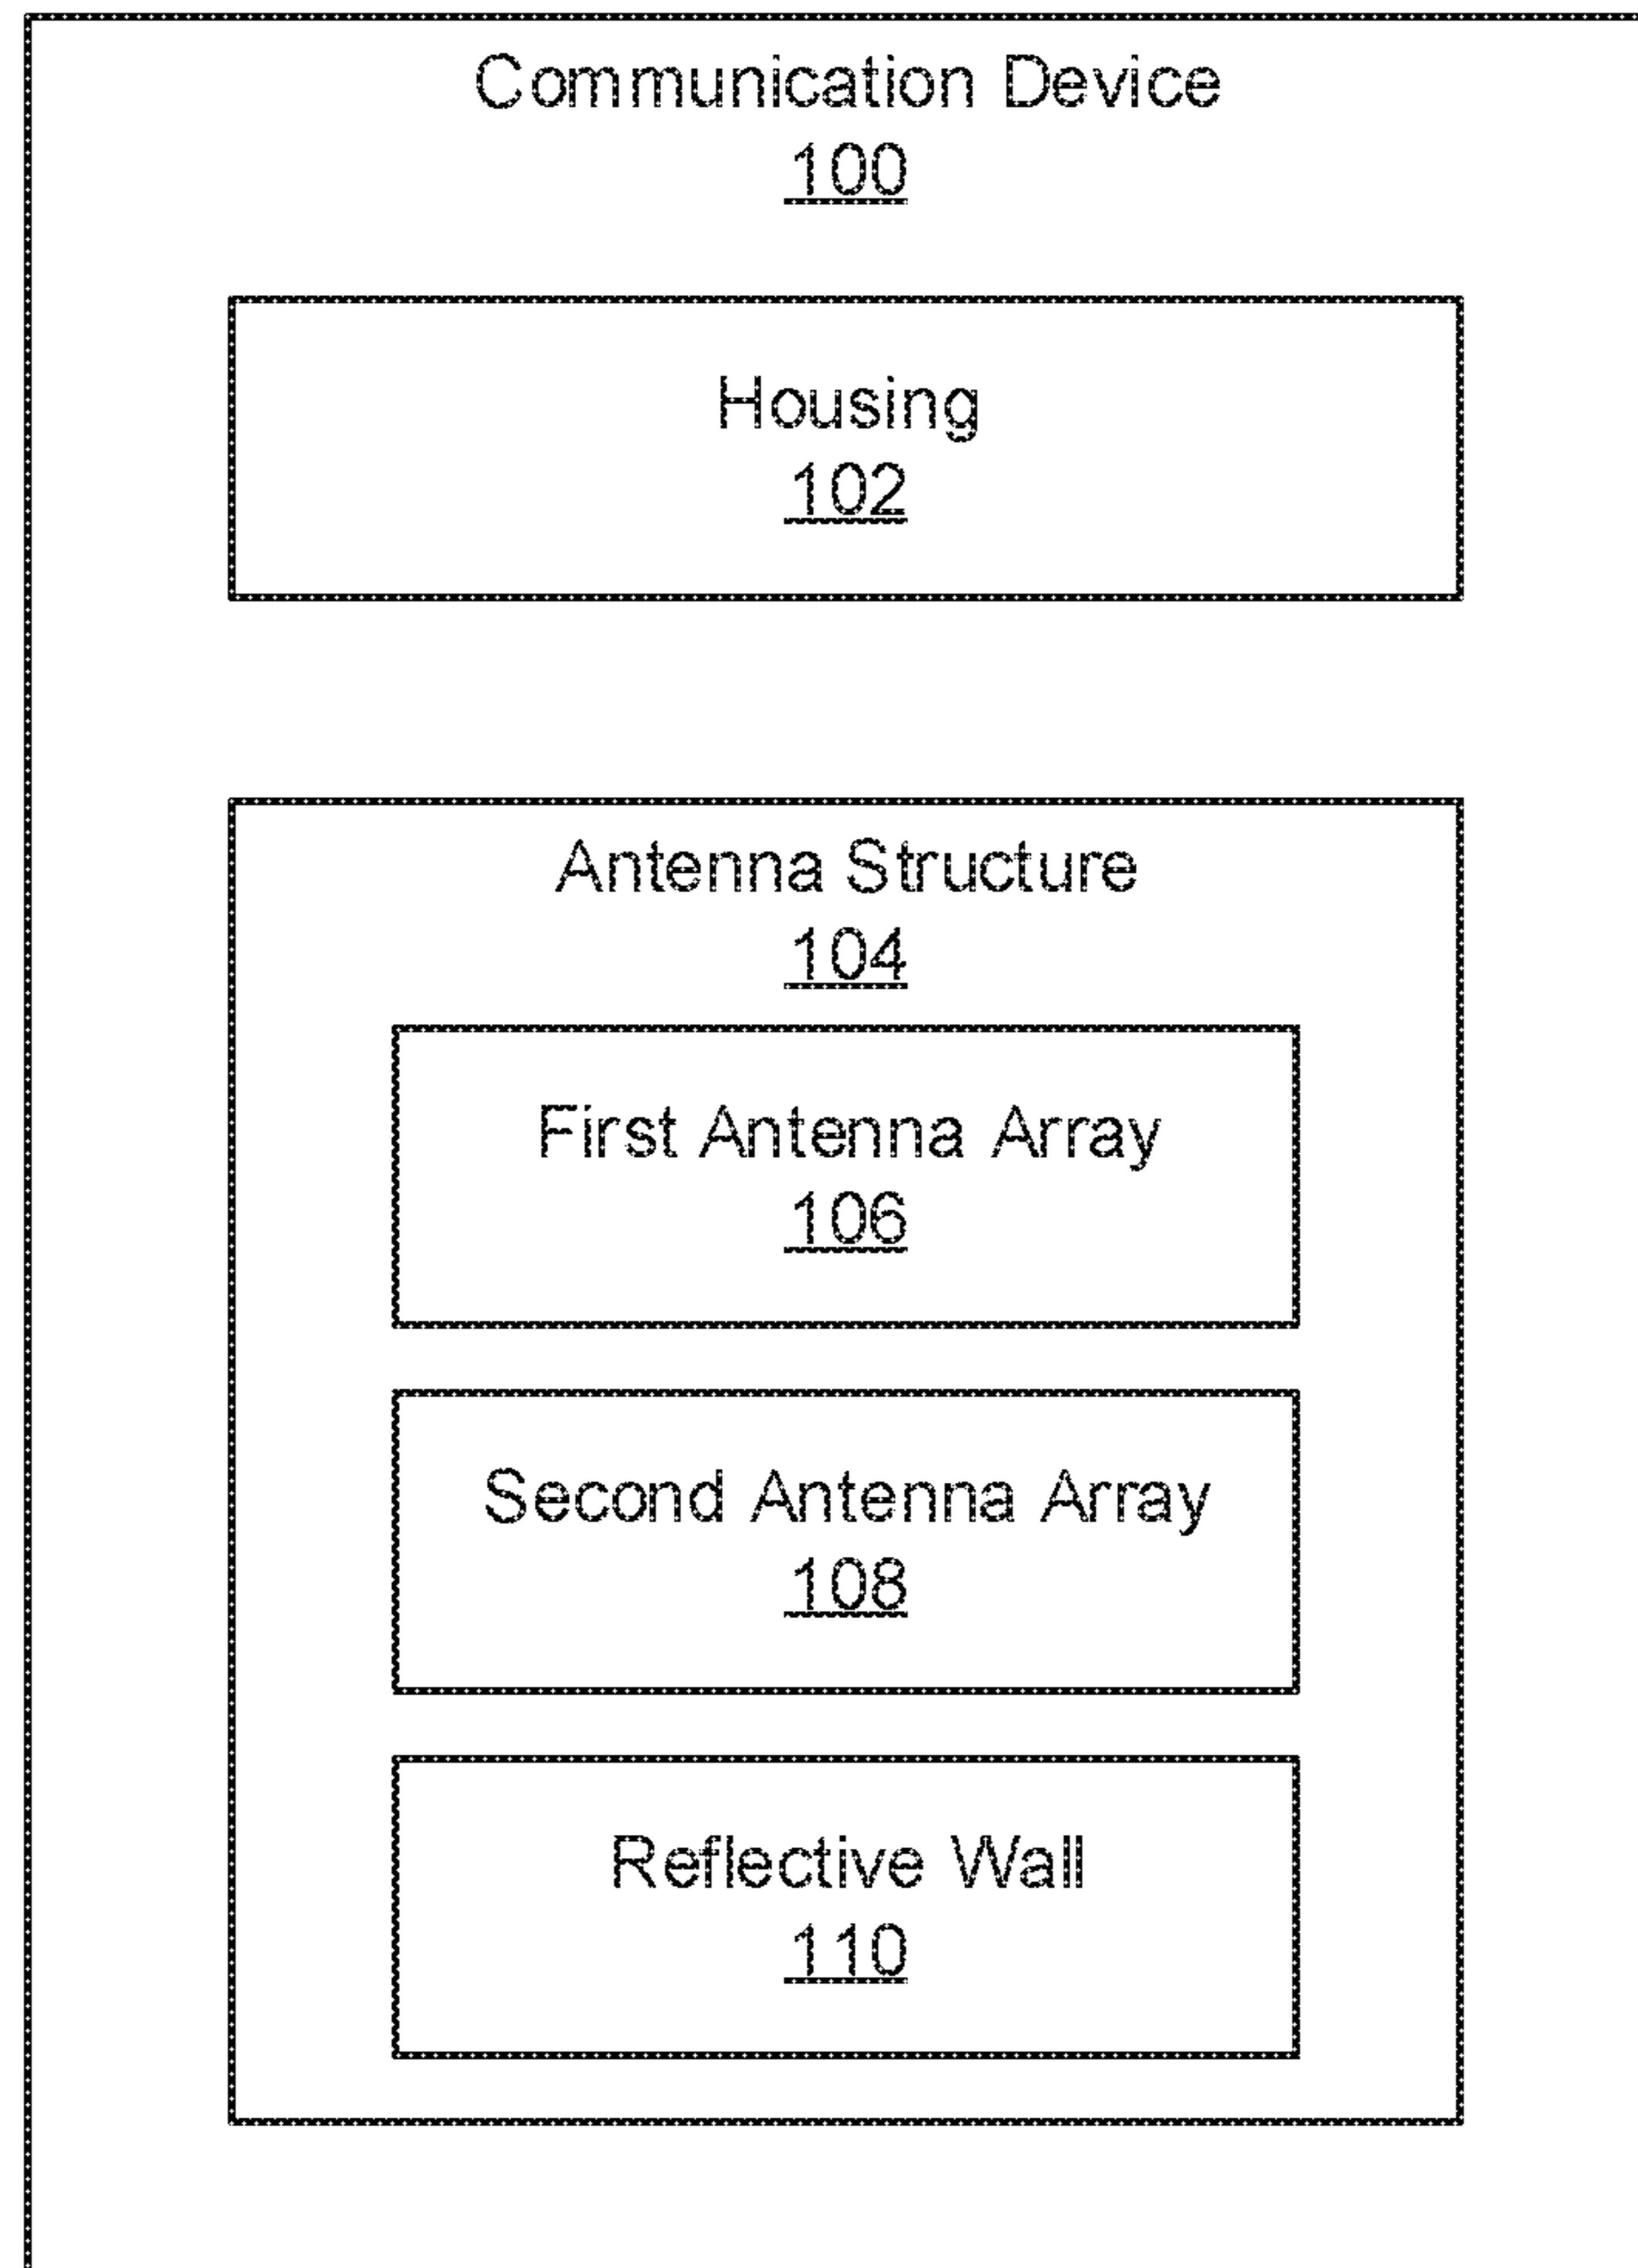 Communication Device
100
Housing
102
Antenna Structure
104
First Antenna Array
106
Second Antenna Array
108
Reflective Wall
110